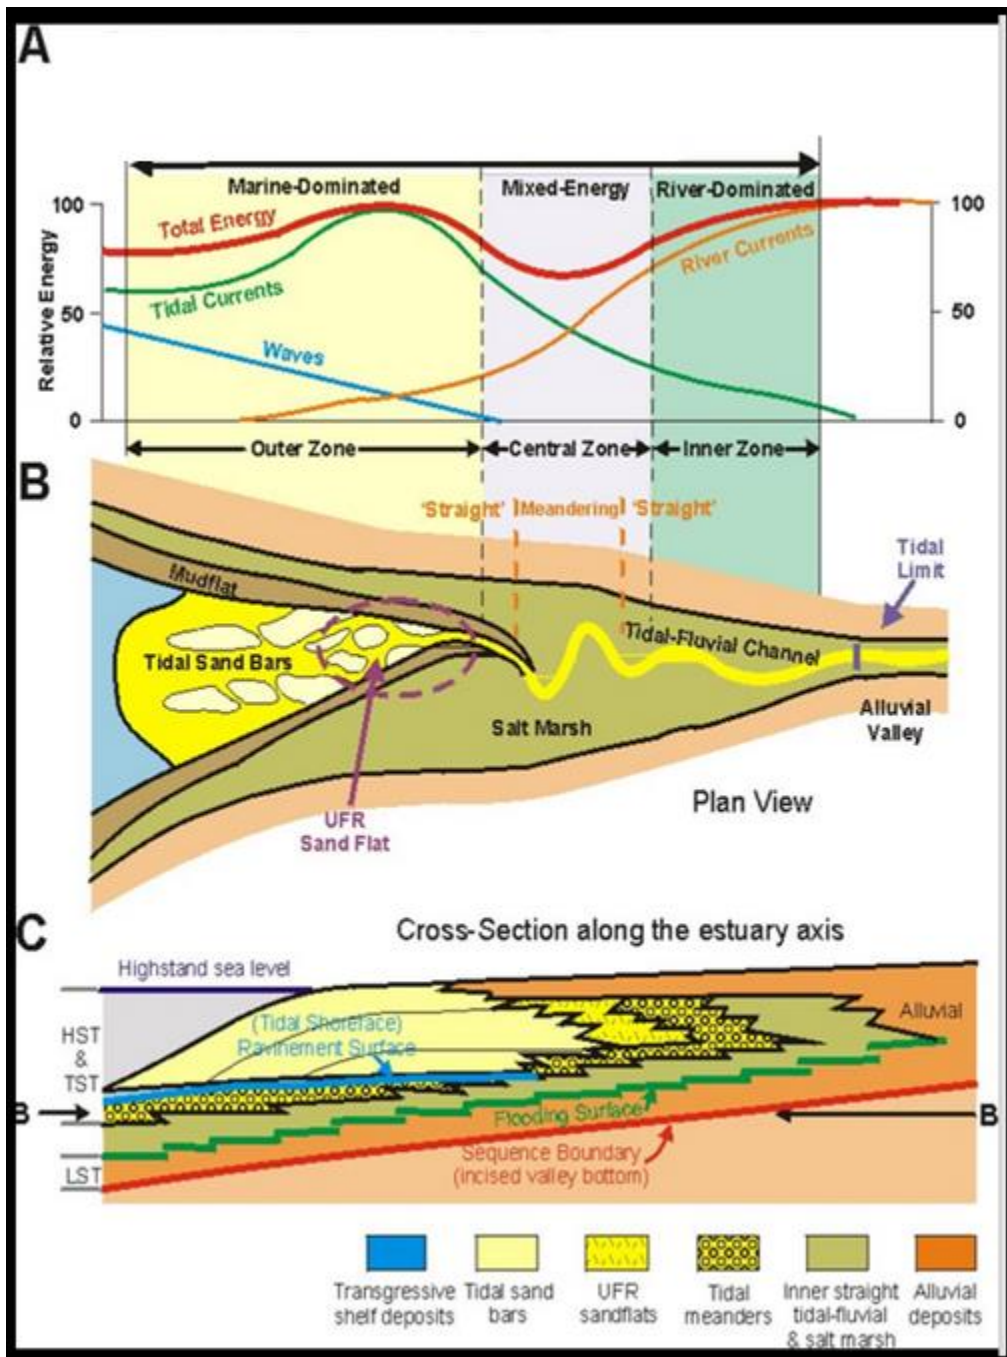 A
Marine-Dominated
Mixed-Energy
River-Dominated
100
100
Total Energy
River Currents
Tidal Currents
Relative Energy
50
50
Waves
0
0
Outer Zone
Central Zone
Inner Zone
B
'Straight'
Meandering
'Straight'
Tidal
Limit
Mudflat
Tidal-Fluvial Channel
Tidal Sand Bars
Salt Marsh
Alluvial
Valley
Plan View
UFR
Sand Flat
C
Cross-Section along the estuary axis
Highstand sea level
Alluvial
(Tidal Shoreface)
Ravinement Surface
HST
&
TST
B
B
Flooding Surface
Sequence Boundary
(incised valley bottom)
LST
Transgressive
shelf deposits
Tidal sand
bars
UFR
sandflats
Tidal
meanders
Inner straight
tidal-fluvial
& salt marsh
Alluvial
deposits